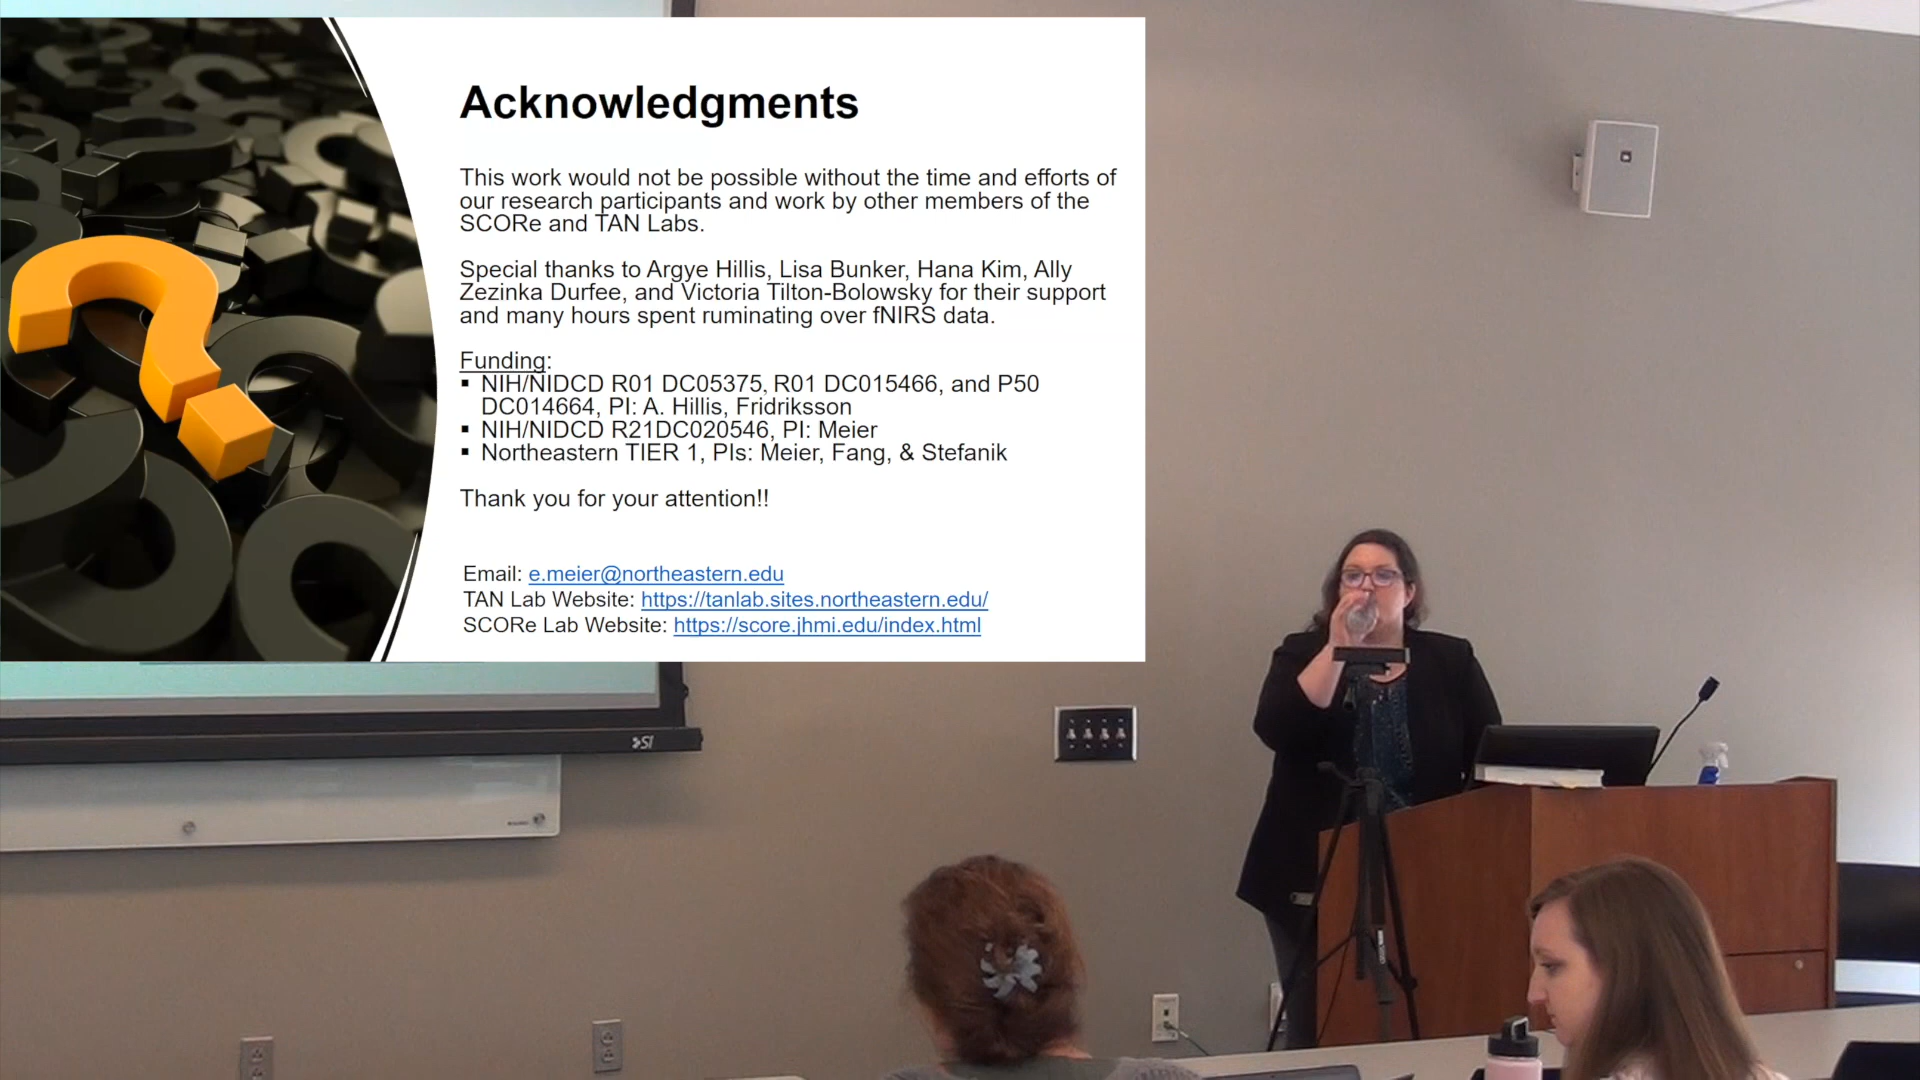 Acknowledgments
This work would not be possible without the time and efforts of
our research participants and work by other members of the
SCORe and TAN Labs.
Special thanks to Argye Hillis, Lisa Bunker, Hana Kim, Ally
Zezinka Durfee, and Victoria Tilton-Bolowsky for their support
and many hours spent ruminating over fNIRS data.
Funding:
▪ NIH/NIDCD R01 DC05375, R01 DC015466, and P50
DC014664, PI: A. Hillis, Fridriksson
▪ NIH/NIDCD R21DC020546, PI: Meier
▪ Northeastern TIER 1, PIs: Meier, Fang, & Stefanik
Thank you for your attention!!
Email: e.meier@northeastern.edu
TAN Lab Website: https://tanlab.sites.northeastern.edu/
SCORe Lab Website: https://score.jhmi.edu/index.html
SI